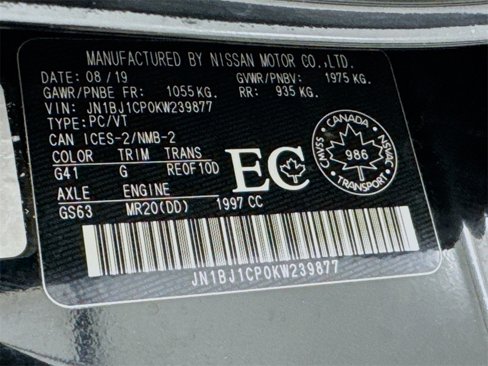 MANUFACTURED BY NISSAN MOTOR CO.,LTD.
DATE: 08/19 GVWR/PNBV: 1975 KG.
GAWR/PNBE FR: 1055 KG. RR: 935 KG.
VIN: JN1BJ1CP0KW239877
TYPE: PC/VT
CAN ICES-2/NMB-2
COLOR TRIM TRANS
G41 G RE0F10D
AXLE ENGINE
GS63 MR20(DD) 1997 CC
EC
CANADA
CMVSS 986 NSVAC
TRANSPORT
JN1BJ1CP0KW239877